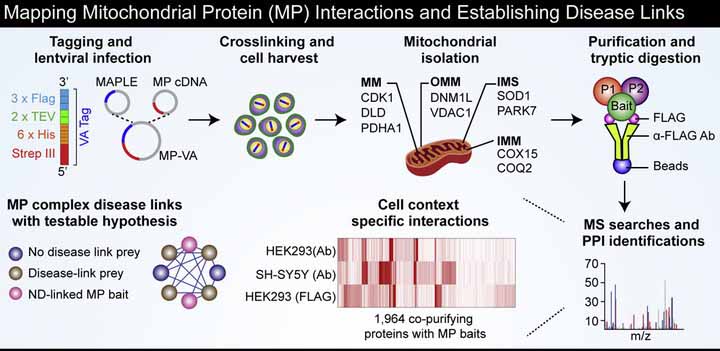 Mapping Mitochondrial Protein (MP) Interactions and Establishing Disease Links
Tagging and
lentviral infection
3’
3 x Flag
2 x TEV
6 x His
Strep III
5’
VA Tag
MAPLE
MP cDNA
MP-VA
Crosslinking and
cell harvest
Mitochondrial
isolation
MM
CDK1
DLD
PDHA1
OMM
DNM1L
VDAC1
IMS
SOD1
PARK7
IMM
COX15
COQ2
Purification and
tryptic digestion
P1
P2
Bait
FLAG
α-FLAG Ab
Beads
MP complex disease links
with testable hypothesis
No disease link prey
Disease-link prey
ND-linked MP bait
Cell context
specific interactions
HEK293(Ab)
SH-SY5Y (Ab)
HEK293 (FLAG)
1,964 co-purifying
proteins with MP baits
MS searches and
PPI identifications
70
50
30
10
m/z